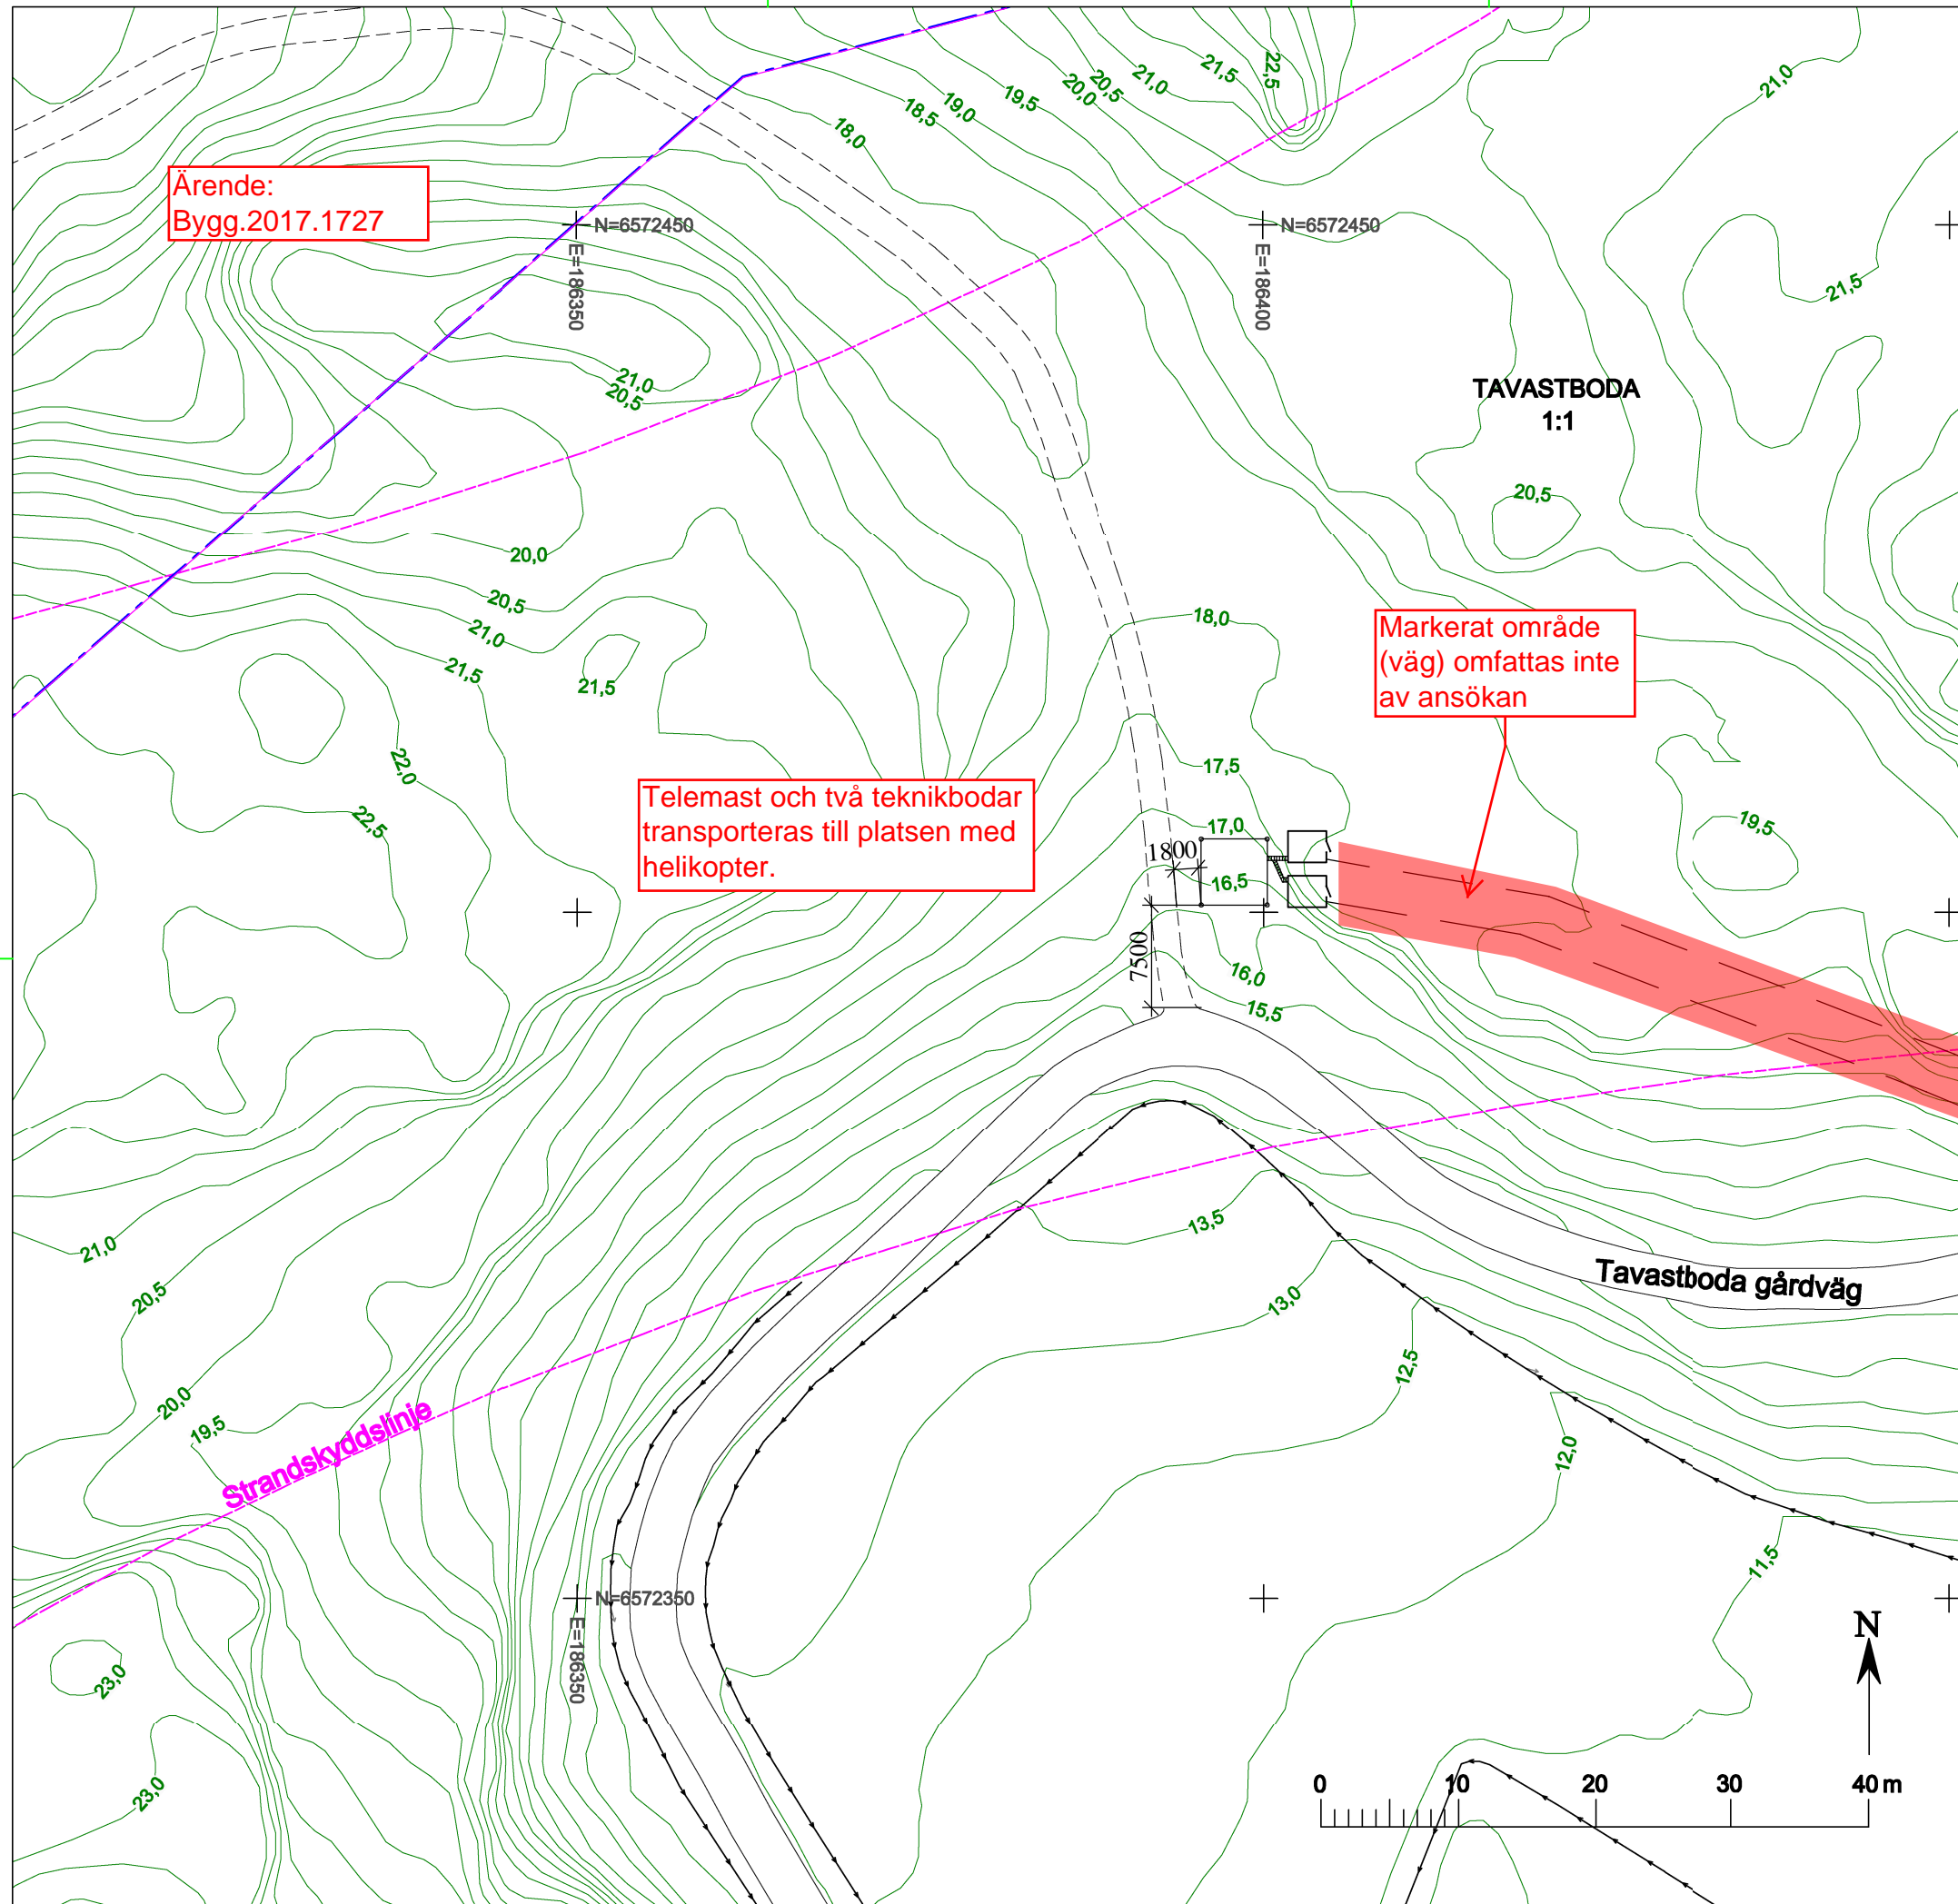 22,5
21,5
21,0
20,5
20,0
19,5
19,0
18,5
18,0
21,0
Ärende:
Bygg.2017.1727
N=6572450
E=186350
N=6572450
E=186400
21,5
21,0
20,5
TAVASTBODA
1:1
20,5
20,0
20,5
21,0
21,5
21,5
18,0
Markerat område
(väg) omfattas inte
av ansökan
22,0
22,5
17,5
Telemast och två teknikbodar
transporteras till platsen med
helikopter.
17,0
19,5
1800
16,5
7500
16,0
15,5
13,5
21,0
20,5
13,0
Tavastboda gårdväg
12,5
20,0
19,5
Strandskyddslinje
12,0
11,5
N=6572350
E=186350
N
23,0
23,0
0 10 20 30 40 m